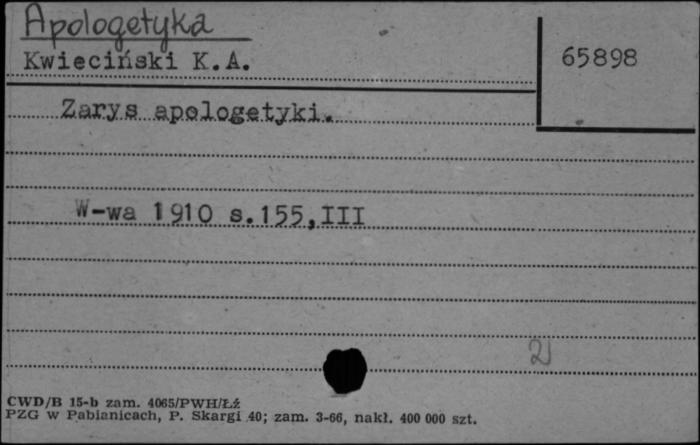 Apologetyka
Kwieciński K.A.
65898
Zarys apologetyki.
W-wa 1910 s.155,III
2
CWD/B 15-b zam. 4065/PWH/Łź
PZG w Pabianicach, P. Skargi 40; zam. 3-66, nakł. 400 000 szt.